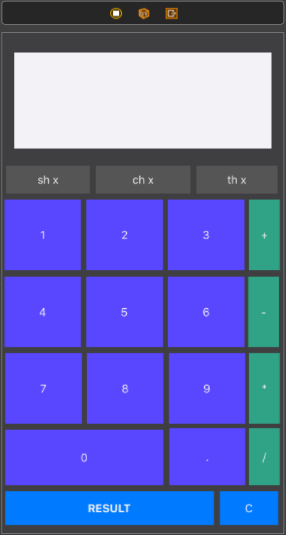 sh x ch x th x
1 2 3 +
4 5 6 -
7 8 9 *
0 . /
RESULT C